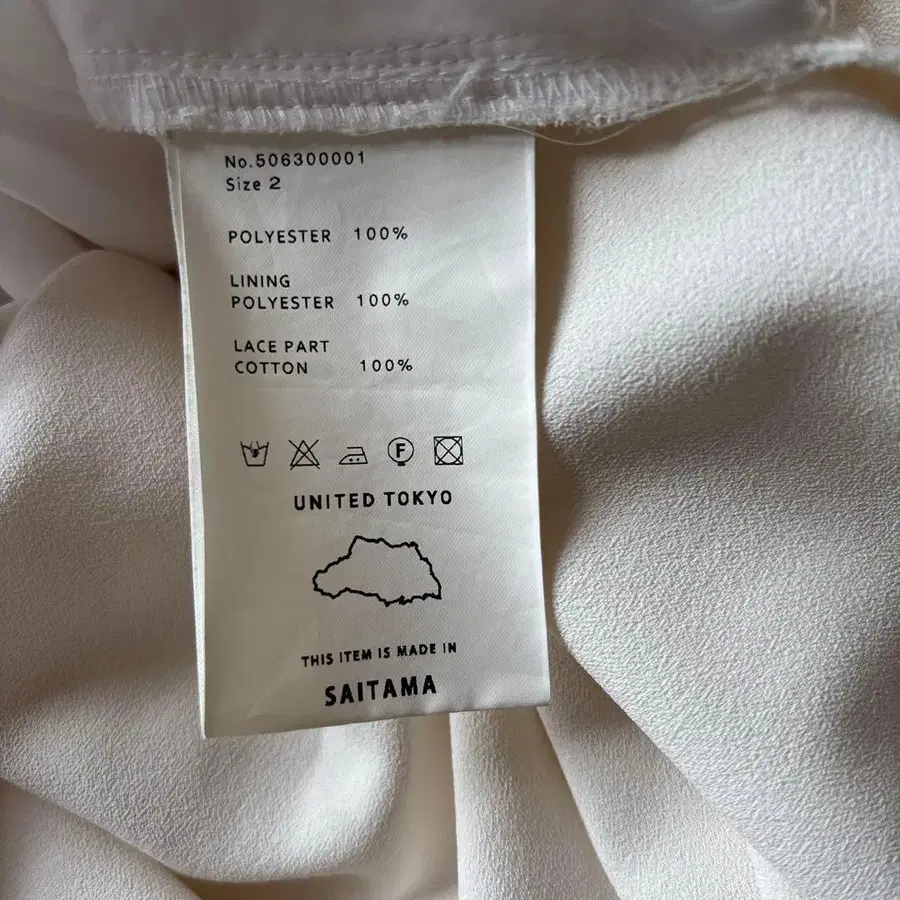 No.506300001
Size 2
POLYESTER 100%
LINING
POLYESTER 100%
LACE PART
COTTON 100%
F
UNITED TOKYO
THIS ITEM IS MADE IN
SAITAMA